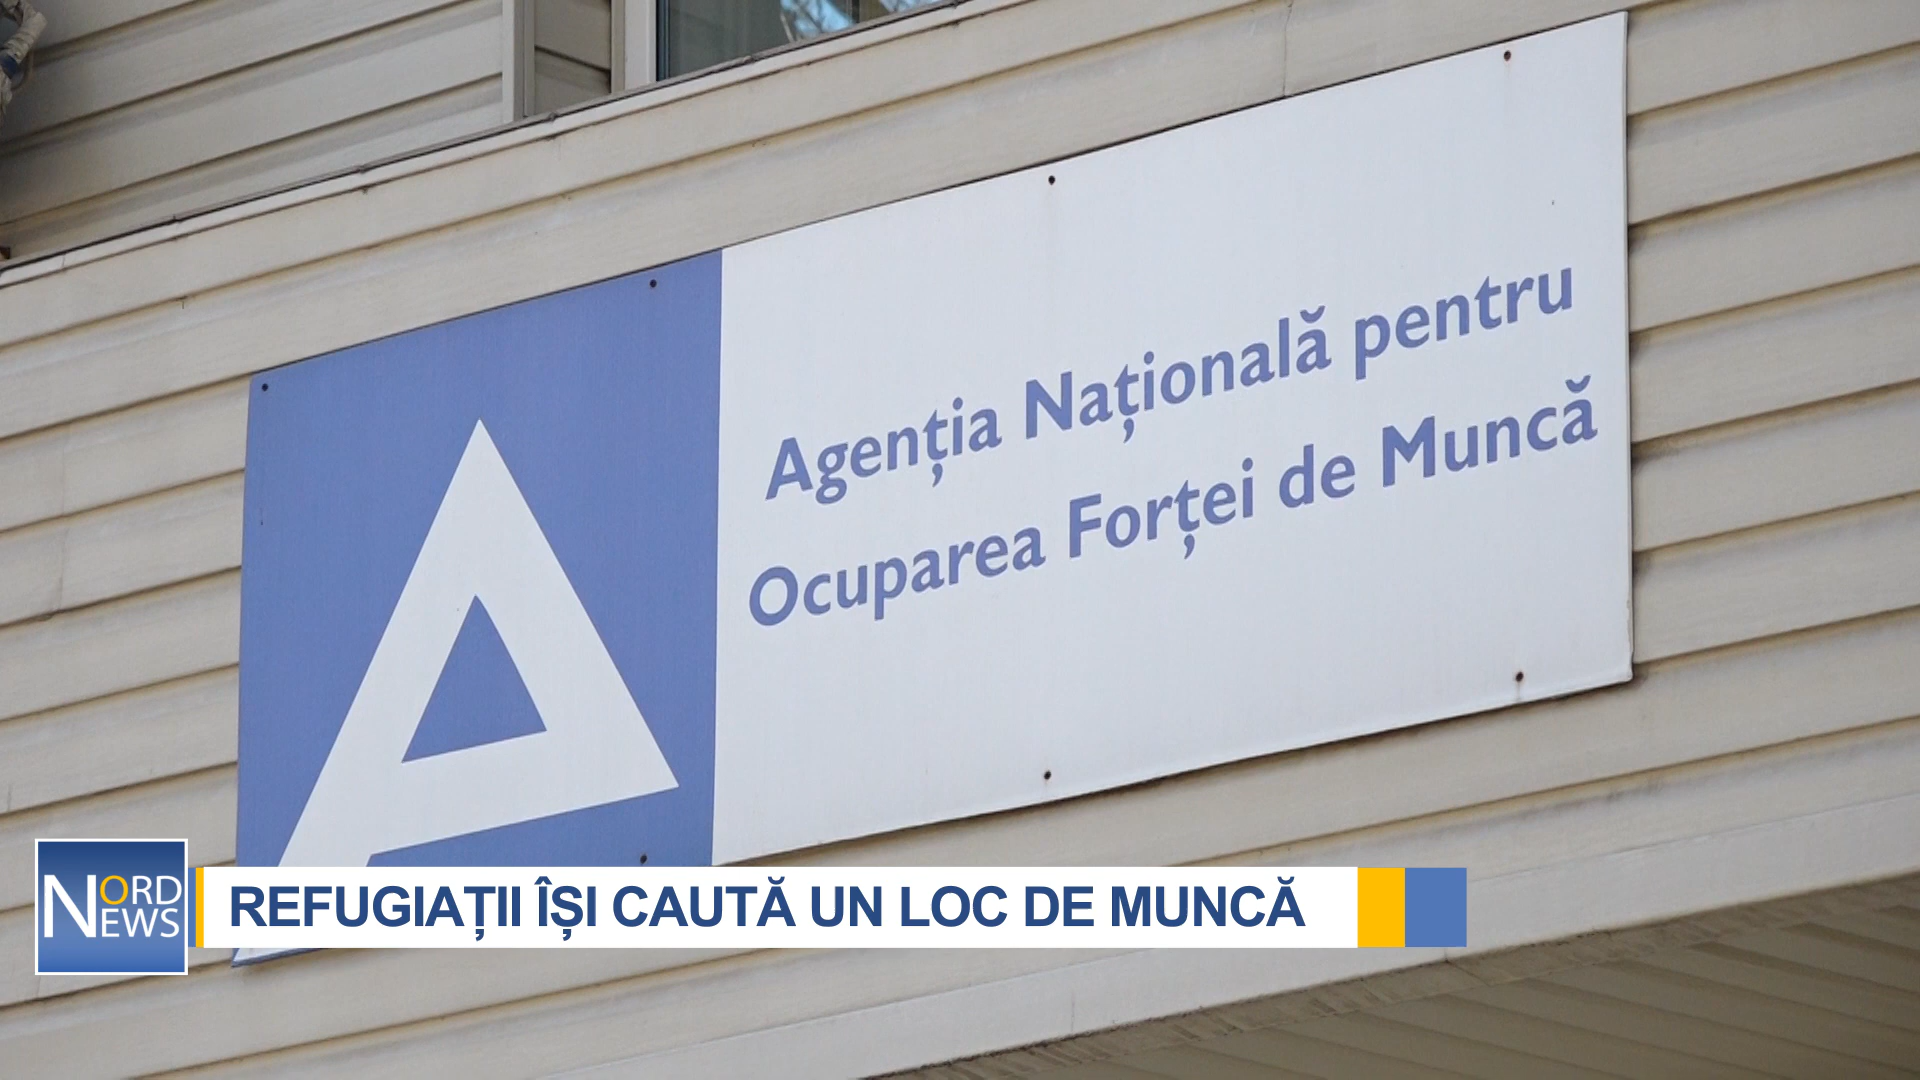 Agenția Națională pentru
Ocuparea Forței de Muncă
NORD
NEWS
REFUGIAȚII ÎȘI CAUTĂ UN LOC DE MUNCĂ